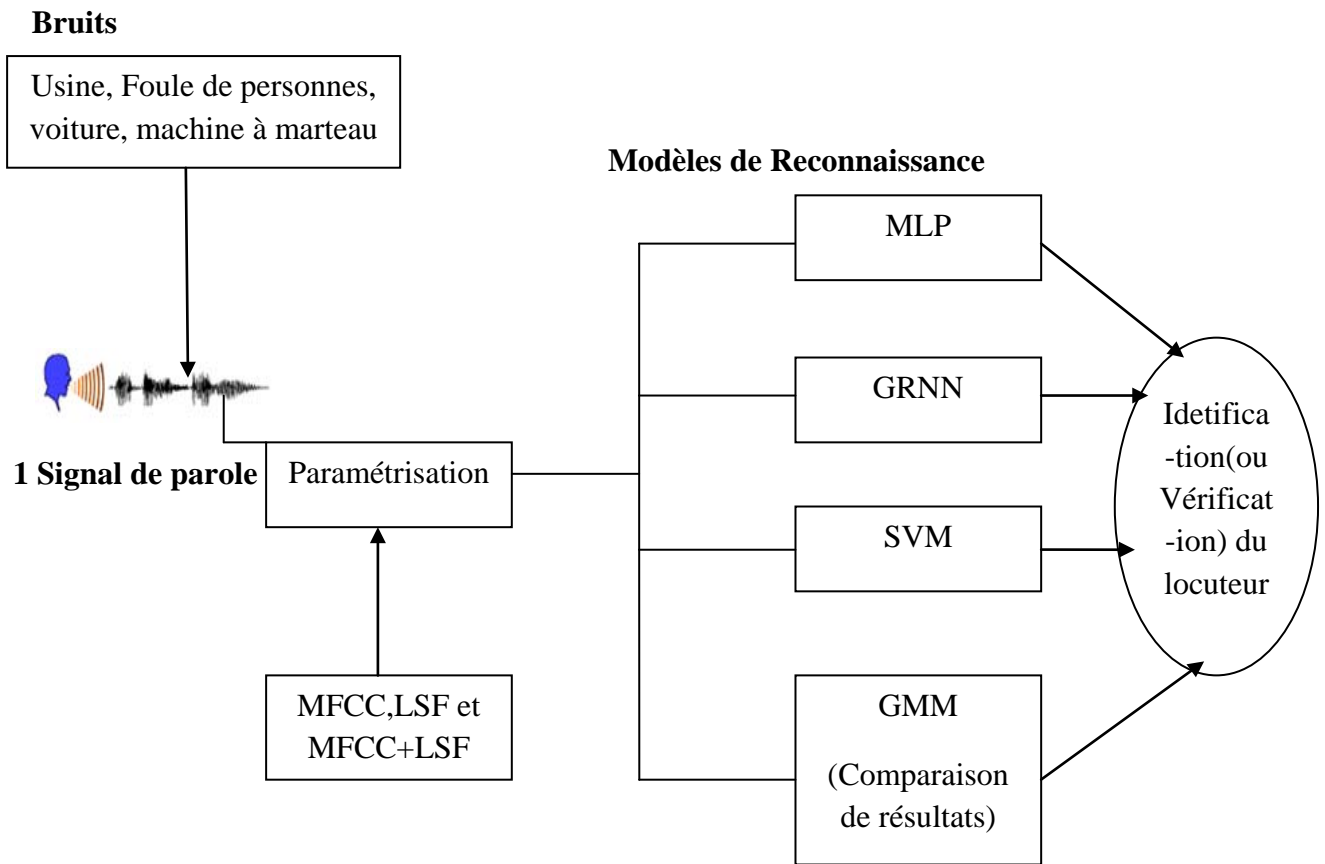 Bruits
Usine, Foule de personnes,
voiture, machine à marteau
Modèles de Reconnaissance
MLP
GRNN
SVM
GMM
(Comparaison
de résultats)
1 Signal de parole
Paramétrisation
MFCC,LSF et
MFCC+LSF
Idetifica
-tion(ou
Vérificat
-ion) du
locuteur